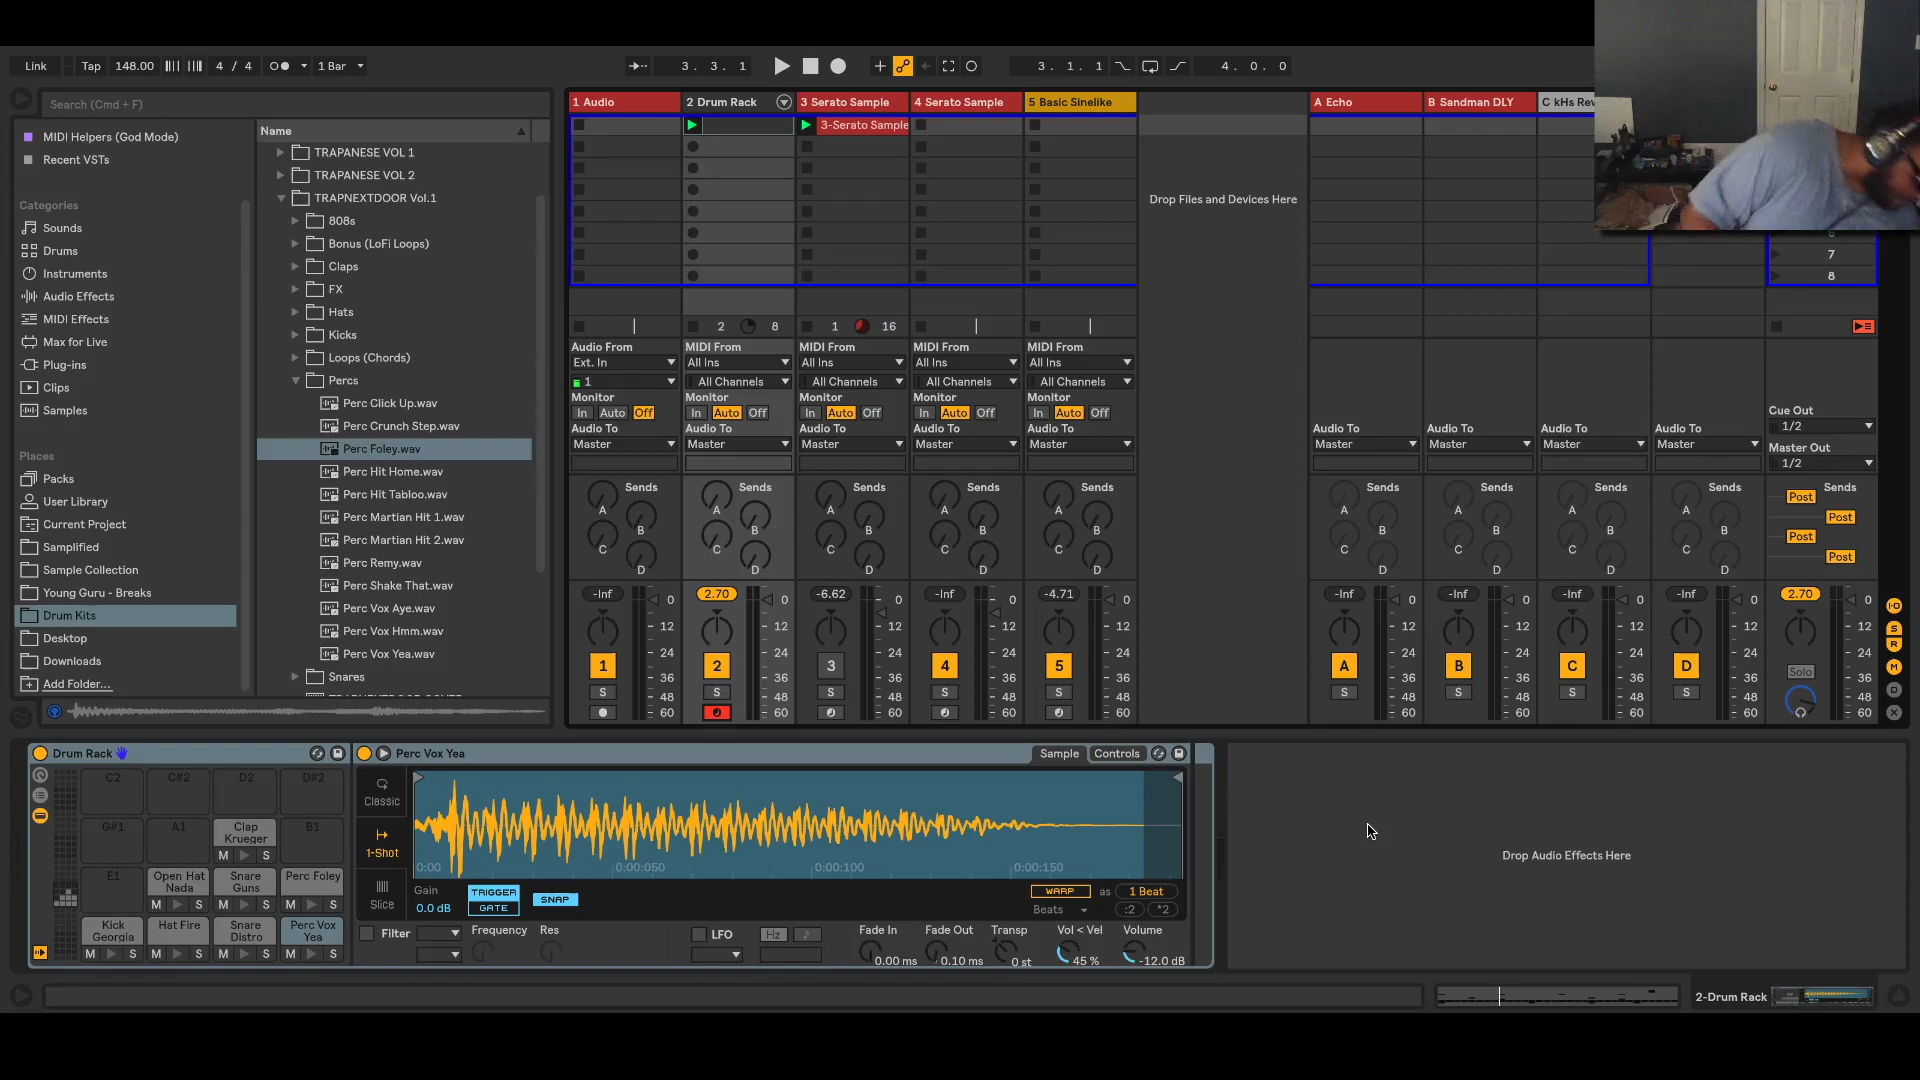 Link Tap 148.00 4 / 4 1 Bar 3. 3. 1 3. 1. 1 4. 0. 0
Search (Cmd + F)
MIDI Helpers (God Mode)
Recent VSTs
Categories
Sounds
Drums
Instruments
Audio Effects
MIDI Effects
Max for Live
Plug-ins
Clips
Samples
Places
Packs
User Library
Current Project
Samplified
Sample Collection
Young Guru - Breaks
Drum Kits
Desktop
Downloads
Add Folder...
Name
TRAPANESE VOL 1
TRAPANESE VOL 2
TRAPNEXTDOOR Vol.1
808s
Bonus (LoFi Loops)
Claps
FX
Hats
Kicks
Loops (Chords)
Percs
Perc Click Up.wav
Perc Crunch Step.wav
Perc Foley.wav
Perc Hit Home.wav
Perc Hit Tabloo.wav
Perc Martian Hit 1.wav
Perc Martian Hit 2.wav
Perc Remy.wav
Perc Shake That.wav
Perc Vox Aye.wav
Perc Vox Hmm.wav
Perc Vox Yea.wav
Snares
1 Audio 2 Drum Rack 3 Serato Sample 4 Serato Sample 5 Basic Sinelike A Echo B Sandman DLY C kHs Rev
3-Serato Sample
Drop Files and Devices Here
7
8
2 8 1 16
Audio From MIDI From MIDI From MIDI From MIDI From
Ext. In All Ins All Ins All Ins All Ins
1 All Channels All Channels All Channels All Channels
Monitor Monitor Monitor Monitor Monitor
In Auto Off In Auto Off In Auto Off In Auto Off In Auto Off
Audio To Audio To Audio To Audio To Audio To Audio To Audio To Audio To Audio To
Master Master Master Master Master Master Master Master Master
Cue Out
1/2
Master Out
1/2
Sends Sends Sends Sends Sends Sends Sends Sends Sends Sends
A A A A A A A A A Post
B B B B B B B B B Post
C C C C C C C C C Post
D D D D D D D D D Post
-Inf 2.70 -6.62 -Inf -4.71 -Inf -Inf -Inf -Inf 2.70
0 0 0 0 0 0 0 0 0 0
12 12 12 12 12 12 12 12 12 12
24 24 24 24 24 24 24 24 24 24
1 2 3 4 5 A B C D Solo
36 36 36 36 36 36 36 36 36 36
S S S S S S S S S
48 48 48 48 48 48 48 48 48 48
60 60 60 60 60 60 60 60 60 60
I-O
S
R
M
D
X
Drum Rack
C2 C#2 D2 D#2
G#1 A1 Clap Krueger B1
M S
E1 Open Hat Nada Snare Guns Perc Foley
M S M S M S
Kick Georgia Hat Fire Snare Distro Perc Vox Yea
M S M S M S M S
Perc Vox Yea Sample Controls
Classic
1-Shot
Slice
0:00 0:00:050 0:00:100 0:00:150
Gain TRIGGER SNAP WARP as 1 Beat
0.0 dB GATE Beats :2 *2
Filter Frequency Res LFO Hz Fade In Fade Out Transp Vol < Vel Volume
0.00 ms 0.10 ms 0 st 45 % -12.0 dB
Drop Audio Effects Here
2-Drum Rack